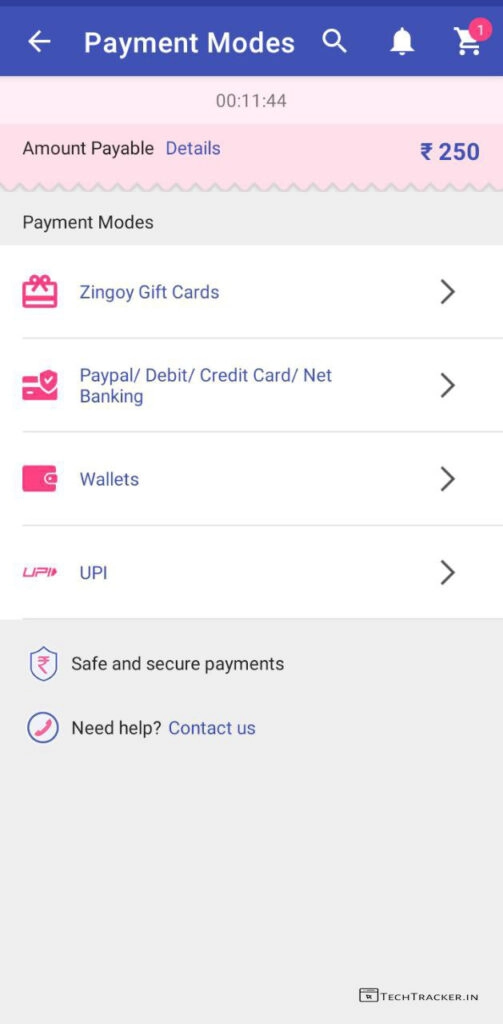 Payment Modes
1
00:11:44
Amount Payable Details ₹ 250
Payment Modes
Zingoy Gift Cards
Paypal/ Debit/ Credit Card/ Net
Banking
Wallets
UPI UPI
Safe and secure payments
Need help? Contact us
TECHTRACKER.IN